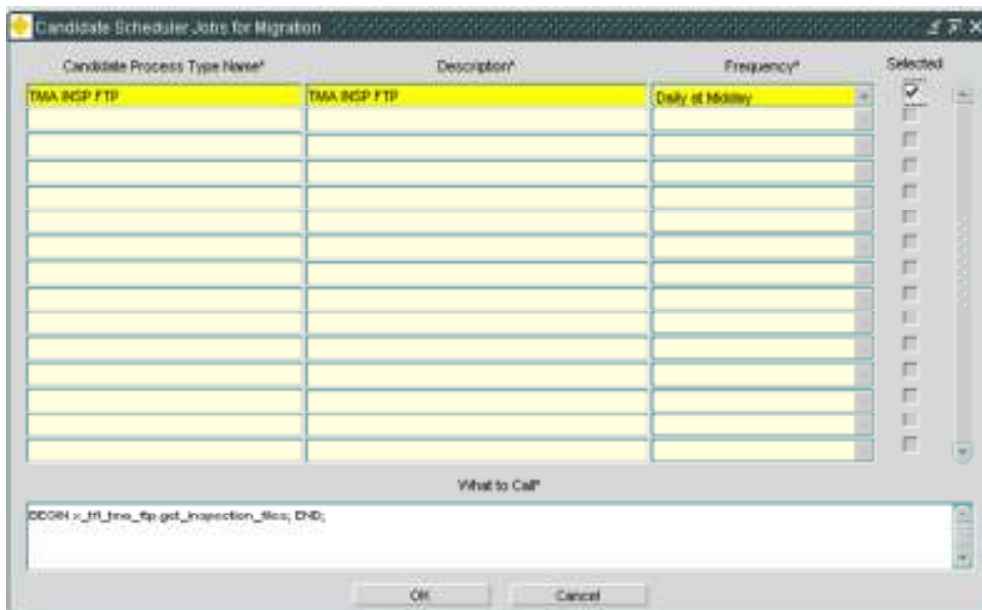 Candidate Scheduler Jobs for Migration
Candidate Process Type Name* Description* Frequency* Selected
TMA INSP FTP TMA INSP FTP Daily at Midday
What to Call*
BEGIN x_tfl_tma_ftp.get_inspection_files; END;
OK Cancel